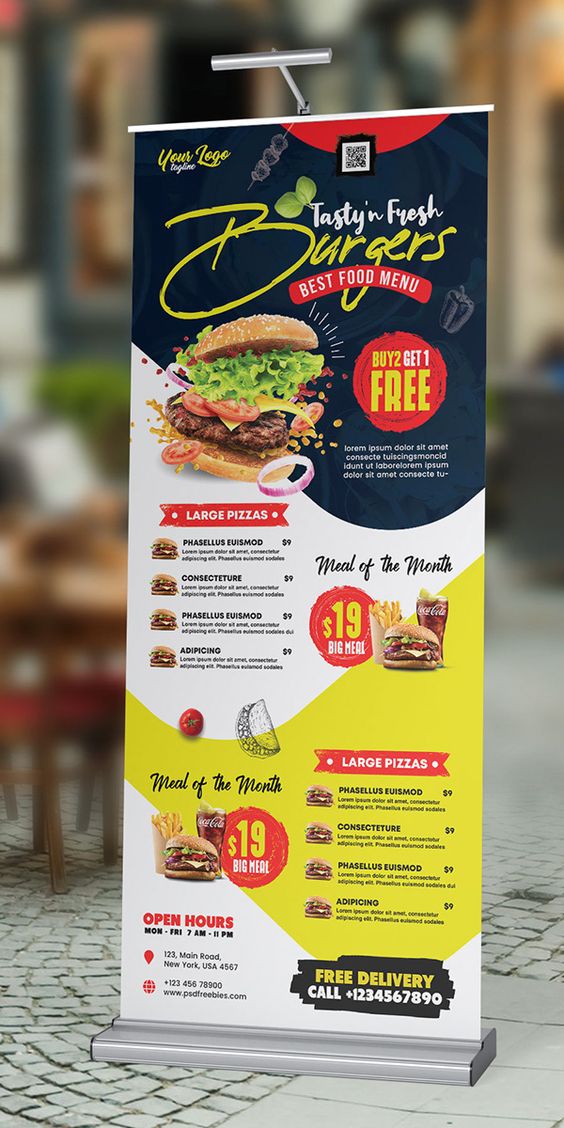 Your Logo
tagline
Tasty'n Fresh
Burgers
BEST FOOD MENU
BUY2 GET 1
FREE
lorem ipsum dolor sit amet
consecte tuiscingsmoncid
idunt ut laborelorem ipsum
dolor sit amet, consecte tu-
LARGE PIZZAS
PHASELLUS EUISMOD $9
Lorem ipsum dolor sit amet, consectetur
adipiscing elit. Phasellus euismod sodales
CONSECTETURE $9
Lorem ipsum dolor sit amet, consectetur
adipiscing elit. Phasellus euismod sodales
PHASELLUS EUISMOD $9
Lorem ipsum dolor sit amet, consectetur
adipiscing elit. Phasellus euismod sodales dui
ADIPICING $9
Lorem ipsum dolor sit amet, consectetur
adipiscing elit. Phasellus euismod sodales
Meal of the Month
$19
BIG MEAL
Coca-Cola
LARGE PIZZAS
PHASELLUS EUISMOD $9
Lorem ipsum dolor sit amet, consectetur
adipiscing elit. Phasellus euismod sodales
CONSECTETURE $9
Lorem ipsum dolor sit amet, consectetur
adipiscing elit. Phasellus euismod sodales
PHASELLUS EUISMOD $9
Lorem ipsum dolor sit amet, consectetur
adipiscing elit. Phasellus euismod sodales dui
ADIPICING $9
Lorem ipsum dolor sit amet, consectetur
adipiscing elit. Phasellus euismod sodales
Meal of the Month
Coca-Cola
$19
BIG MEAL
OPEN HOURS
MON - FRI 7 AM - 11 PM
123, Main Road,
New York, USA 4567
+123 456 78900
www.psdfreebies.com
FREE DELIVERY
CALL +1234567890